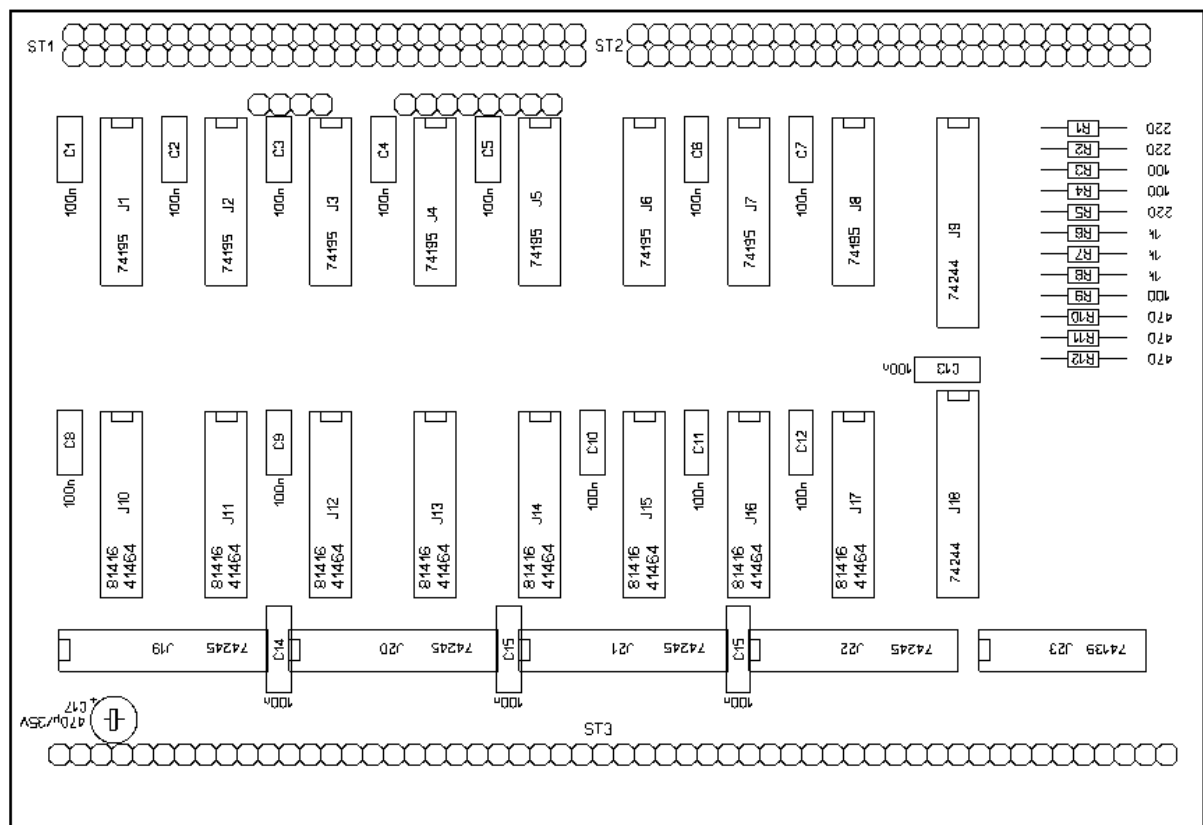 ST1
ST2
C1
100n
J1
74195
C2
100n
J2
74195
C3
100n
J3
74195
C4
100n
J4
74195
C5
100n
J5
74195
J6
74195
C6
100n
J7
74195
C7
100n
J8
74195
J9
74244
R1 220
R2 220
R3 100
R4 100
R5 220
R6 1k
R7 1k
R8 1k
R9 100
R10 470
R11 470
R12 470
C13
100n
C8
100n
J10
81416
41464
J11
81416
41464
C9
100n
J12
81416
41464
J13
81416
41464
J14
81416
41464
C10
100n
J15
81416
41464
C11
100n
J16
81416
41464
C12
100n
J17
81416
41464
J18
74244
J19 74245
C14
100n
J20 74245
C15
100n
J21 74245
C15
100n
J22 74245
J23 74139
+ C17
470µ/35V
ST3